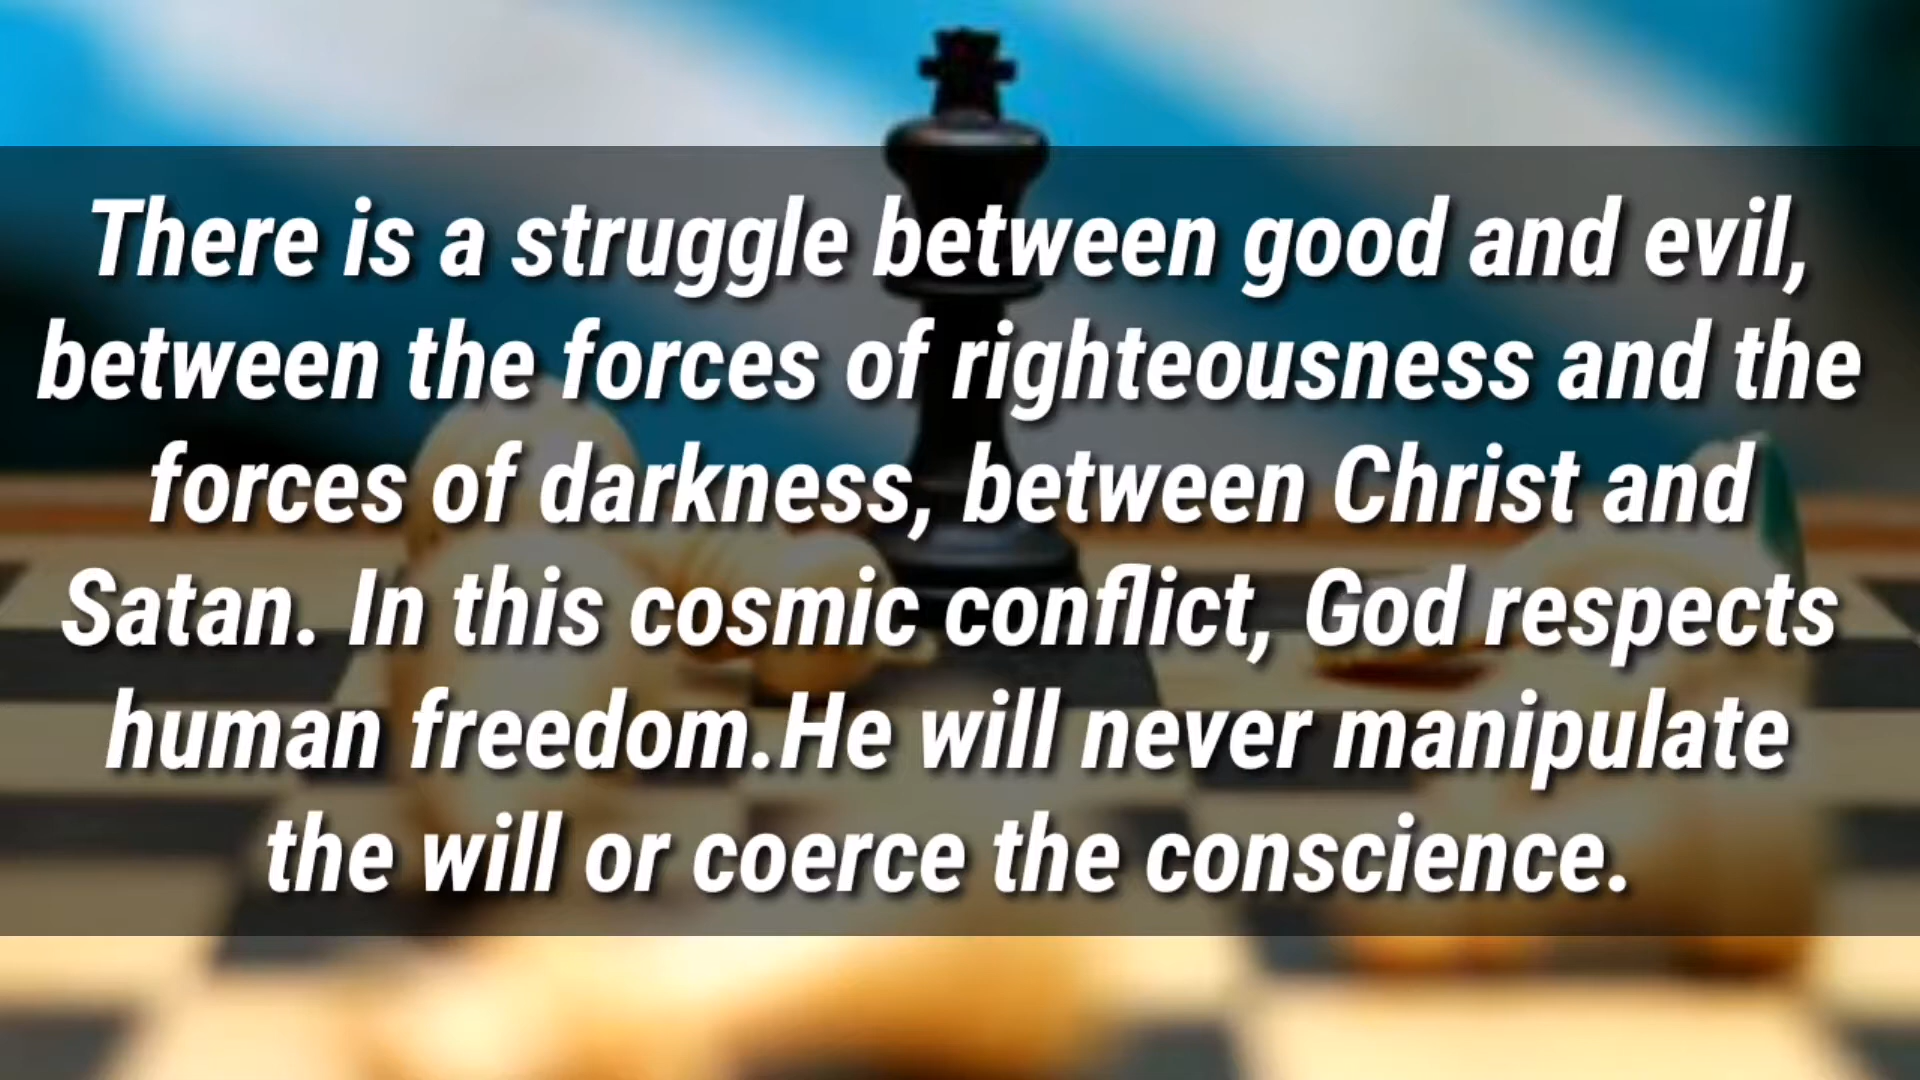 There is a struggle between good and evil,
between the forces of righteousness and the
forces of darkness, between Christ and
Satan. In this cosmic conflict, God respects
human freedom.He will never manipulate
the will or coerce the conscience.